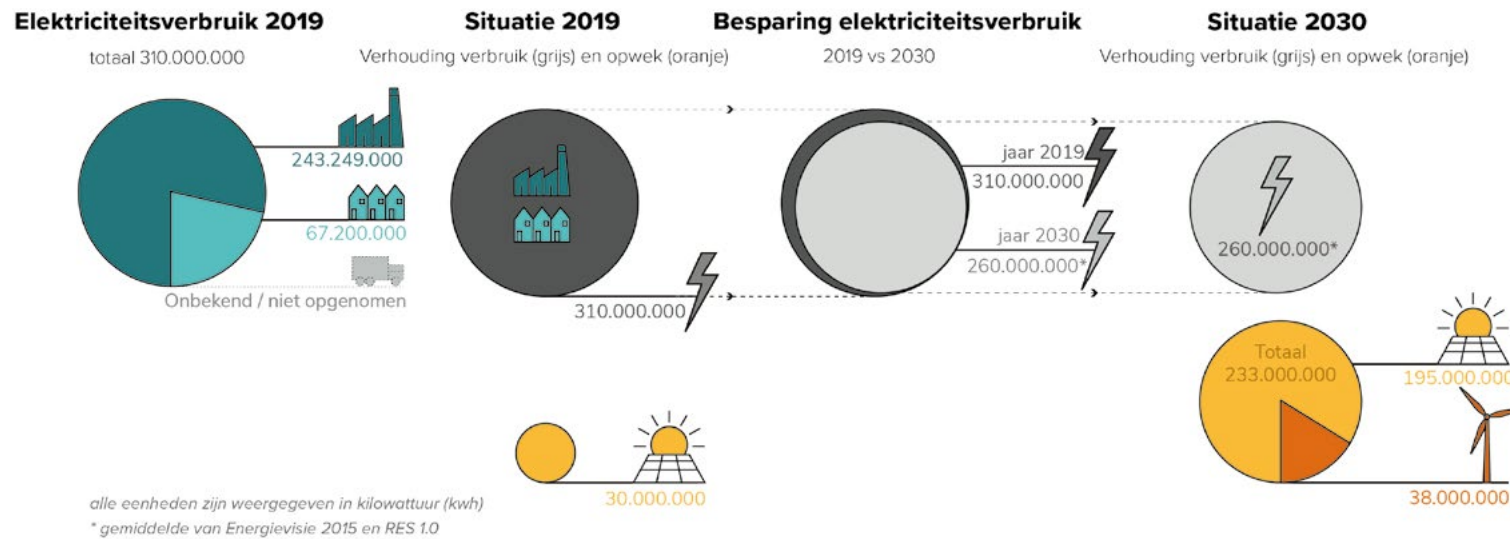 Elektriciteitsverbruik 2019
totaal 310.000.000
243.249.000
67.200.000
Onbekend / niet opgenomen
Situatie 2019
Verhouding verbruik (grijs) en opwek (oranje)
310.000.000
30.000.000
Besparing elektriciteitsverbruik
2019 vs 2030
jaar 2019
310.000.000
jaar 2030
260.000.000*
Situatie 2030
Verhouding verbruik (grijs) en opwek (oranje)
260.000.000*
Totaal
233.000.000
195.000.000
38.000.000
alle eenheden zijn weergegeven in kilowattuur (kwh)
* gemiddelde van Energievisie 2015 en RES 1.0